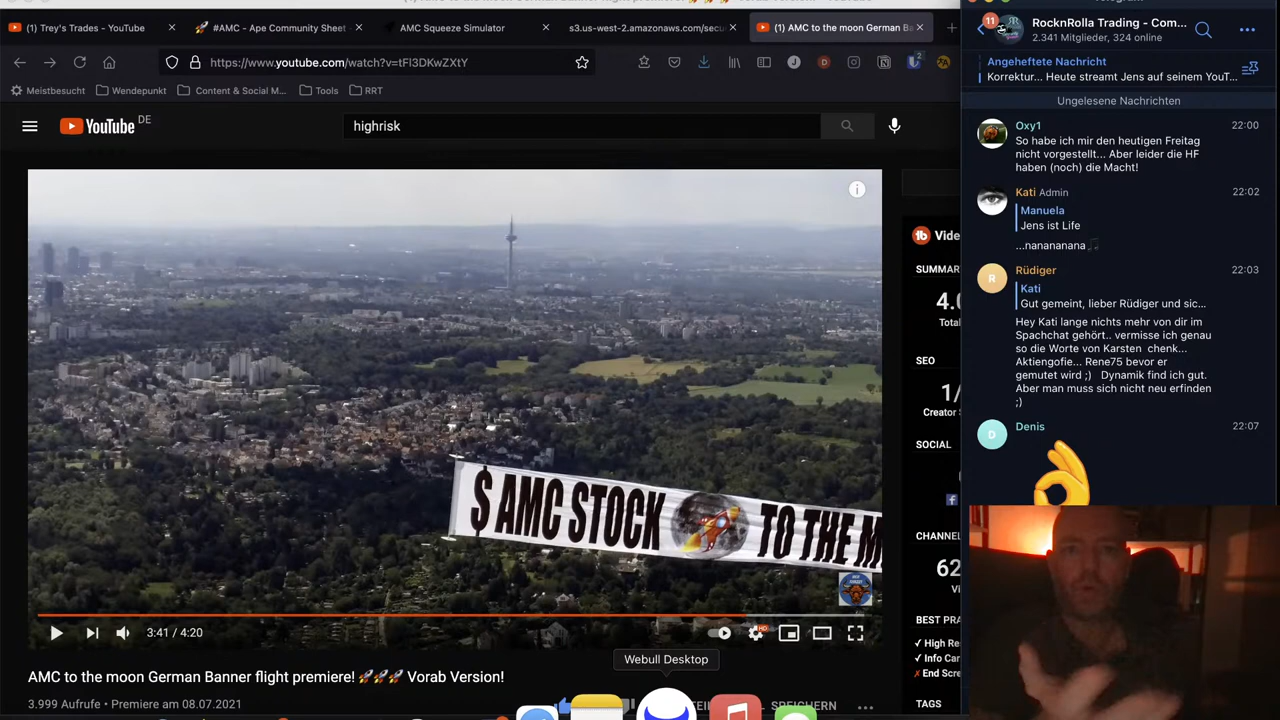 (1) Trey's Trades - YouTube
#AMC - Ape Community Sheet
AMC Squeeze Simulator
s3.us-west-2.amazonaws.com/secu
(1) AMC to the moon German Ba
https://www.youtube.com/watch?v=tFl3DKwZXtY
Meistbesucht
Wendepunkt
Content & Social M...
Tools
RRT
YouTube DE
highrisk
$ AMC STOCK TO THE M
3:41 / 4:20
HD
Webull Desktop
AMC to the moon German Banner flight premiere! 🚀🚀🚀 Vorab Version!
3.999 Aufrufe • Premiere am 08.07.2021
SPEICHERN
Vide
SUMMAR
4.0
Total
SEO
1/
Creator S
SOCIAL
CHANNE
62
Vi
BEST PRA
✓ High Re
✓ Info Car
✗ End Scre
TAGS
11
RocknRolla Trading - Com...
2.341 Mitglieder, 324 online
Angeheftete Nachricht
Korrektur... Heute streamt Jens auf seinem YouT...
Ungelesene Nachrichten
Oxy1 22:00
So habe ich mir den heutigen Freitag
nicht vorgestellt... Aber leider die HF
haben (noch) die Macht!
Kati Admin 22:02
Manuela
Jens ist Life
...nanananana🎵
Rüdiger 22:03
R
Kati
Gut gemeint, lieber Rüdiger und sic...
Hey Kati lange nichts mehr von dir im
Spachchat gehört.. vermisse ich genau
so die Worte von Karsten chenk...
Aktiengofie... Rene75 bevor er
gemutet wird ;) Dynamik find ich gut.
Aber man muss sich nicht neu erfinden
;)
Denis 22:07
D